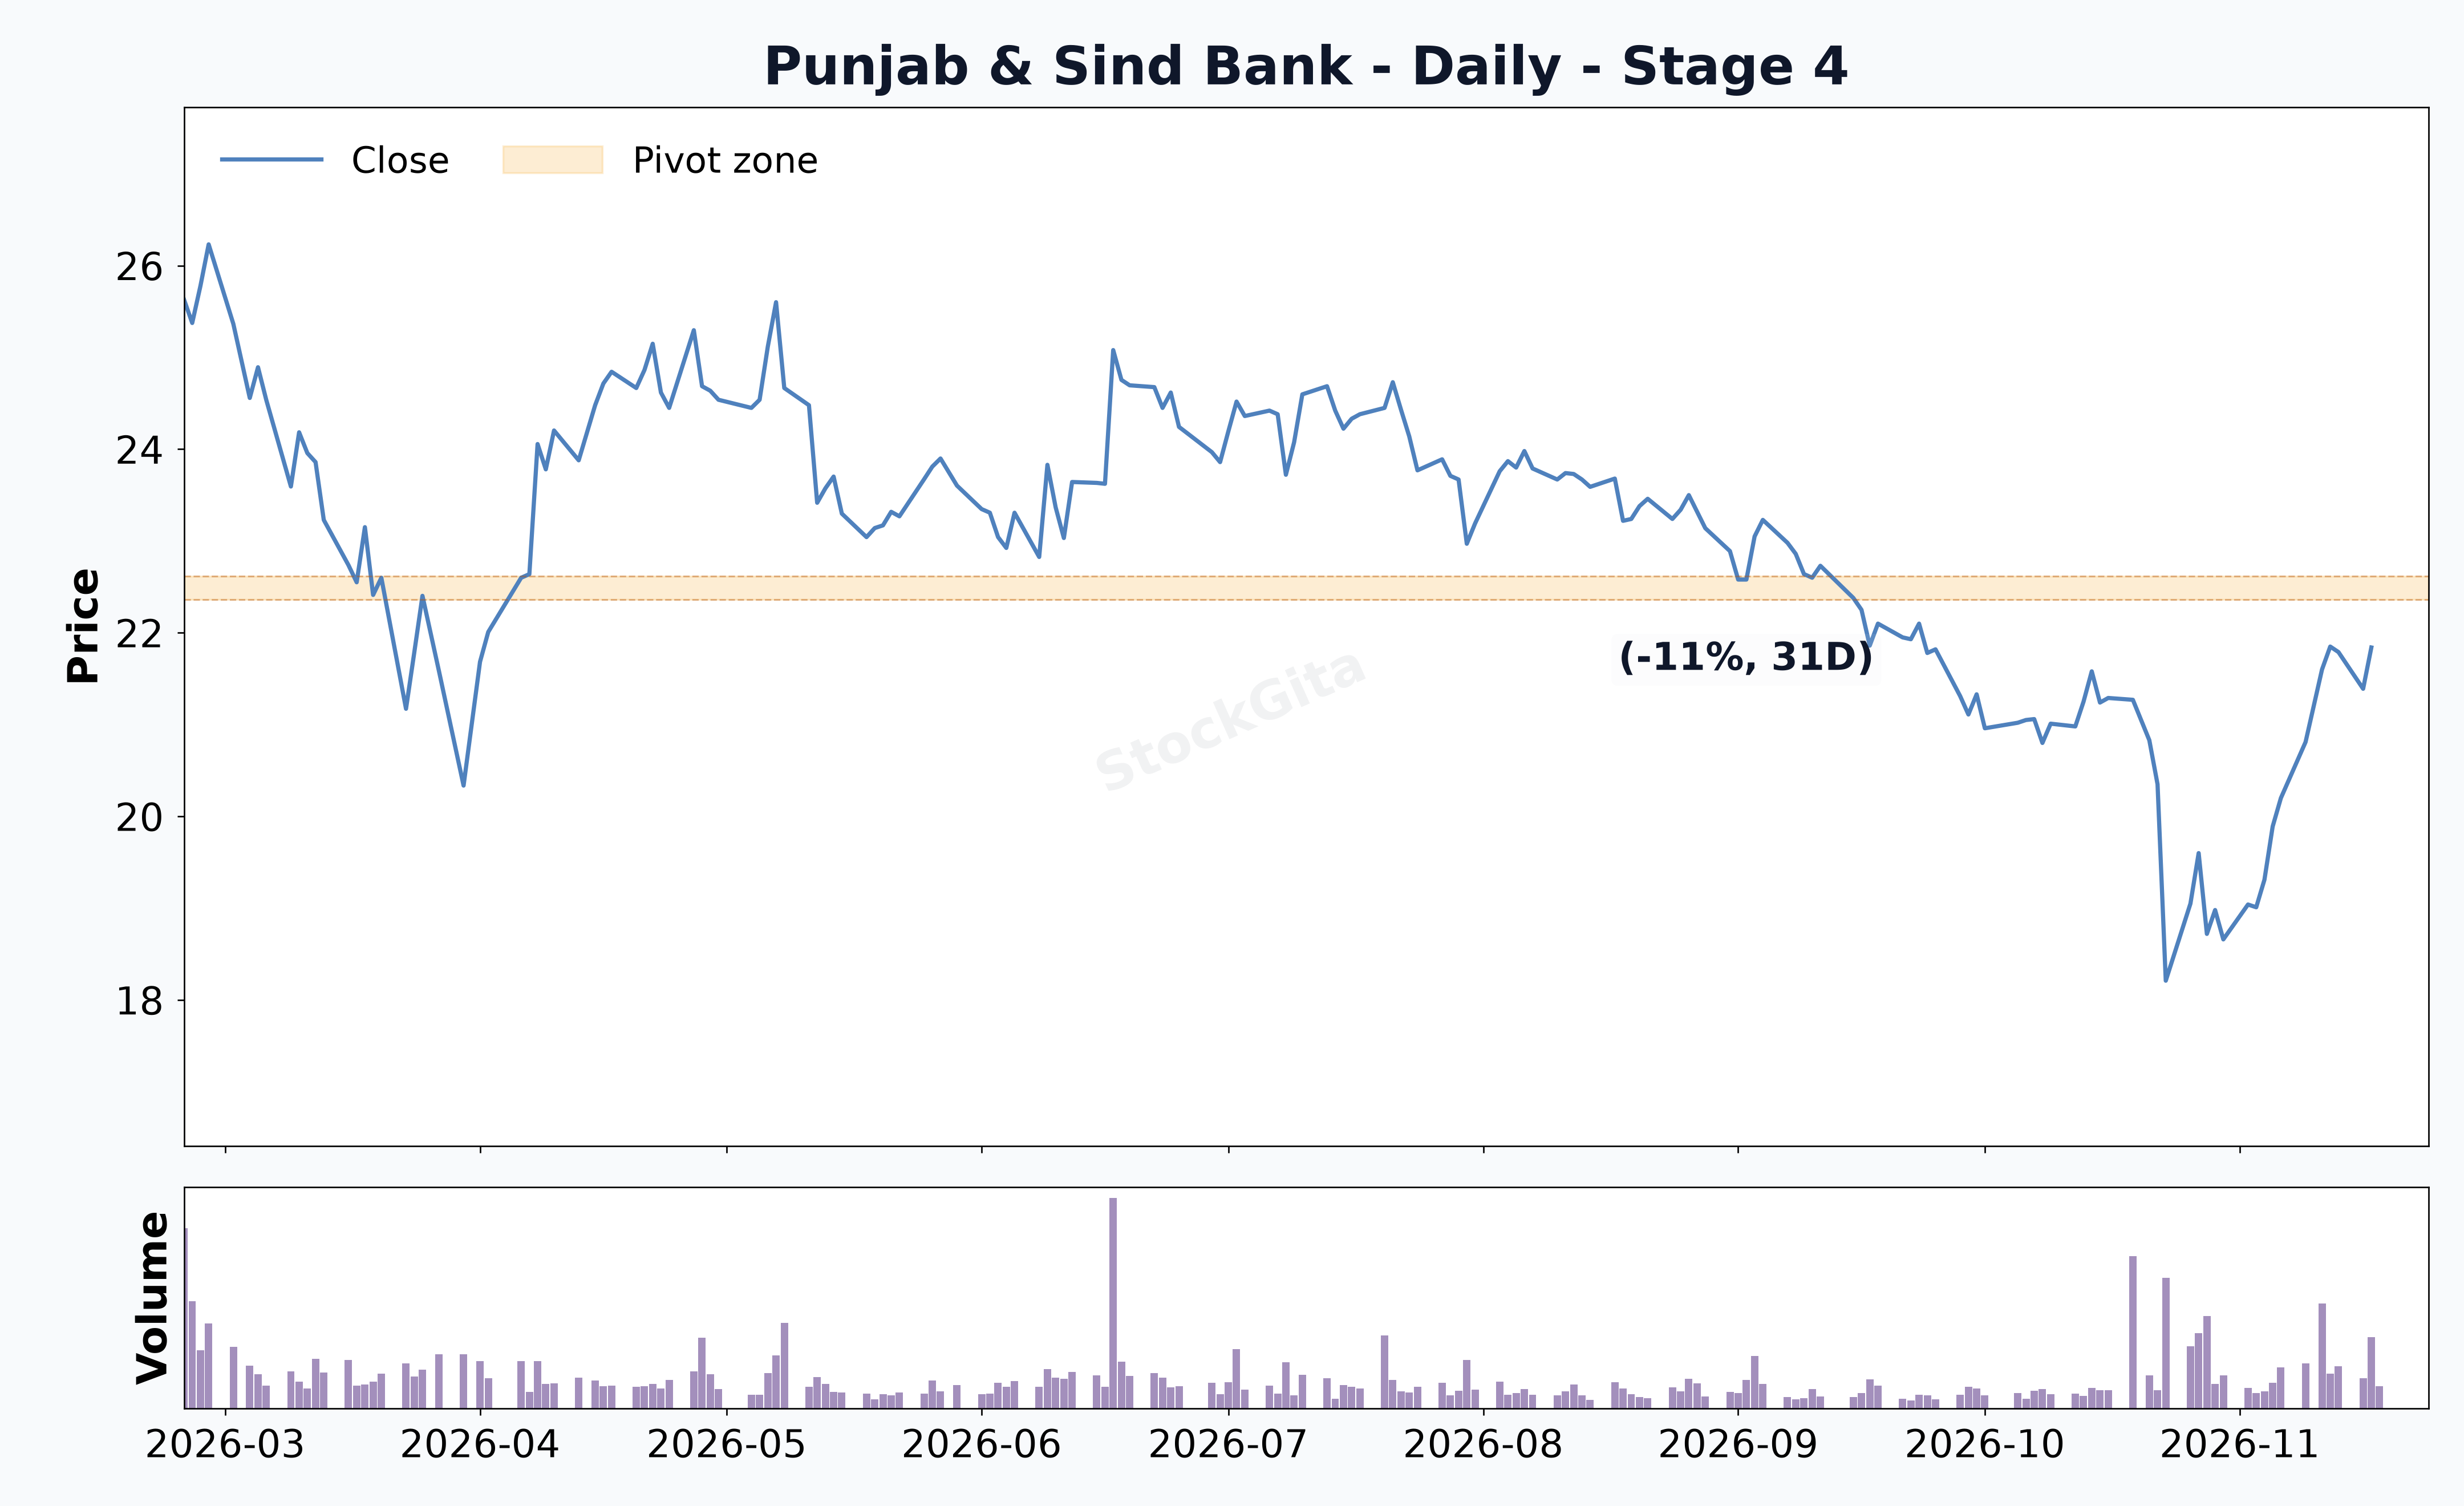 Punjab & Sind Bank - Daily - Stage 4
Close
Pivot zone
Price
26
24
22
20
18
(-11%, 31D)
StockGita
Volume
2026-03
2026-04
2026-05
2026-06
2026-07
2026-08
2026-09
2026-10
2026-11